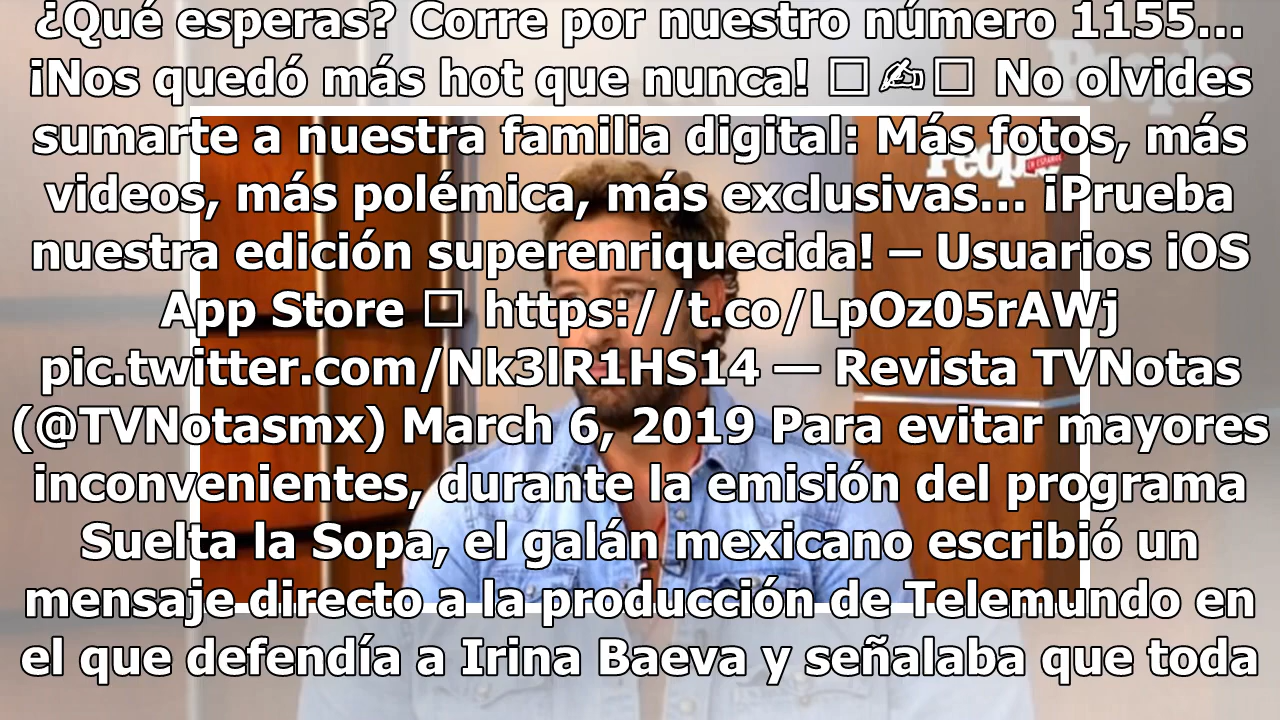 ¿Qué esperas? Corre por nuestro número 1155...
¡Nos quedó más hot que nunca! □✍□ No olvides
sumarte a nuestra familia digital: Más fotos, más
videos, más polémica, más exclusivas... ¡Prueba
nuestra edición superenriquecida! – Usuarios iOS
App Store □ https://t.co/LpOz05rAWj
pic.twitter.com/Nk3lR1HS14 — Revista TVNotas
(@TVNotasmx) March 6, 2019 Para evitar mayores
inconvenientes, durante la emisión del programa
Suelta la Sopa, el galán mexicano escribió un
mensaje directo a la producción de Telemundo en
el que defendía a Irina Baeva y señalaba que toda
People
EN ESPAÑOL